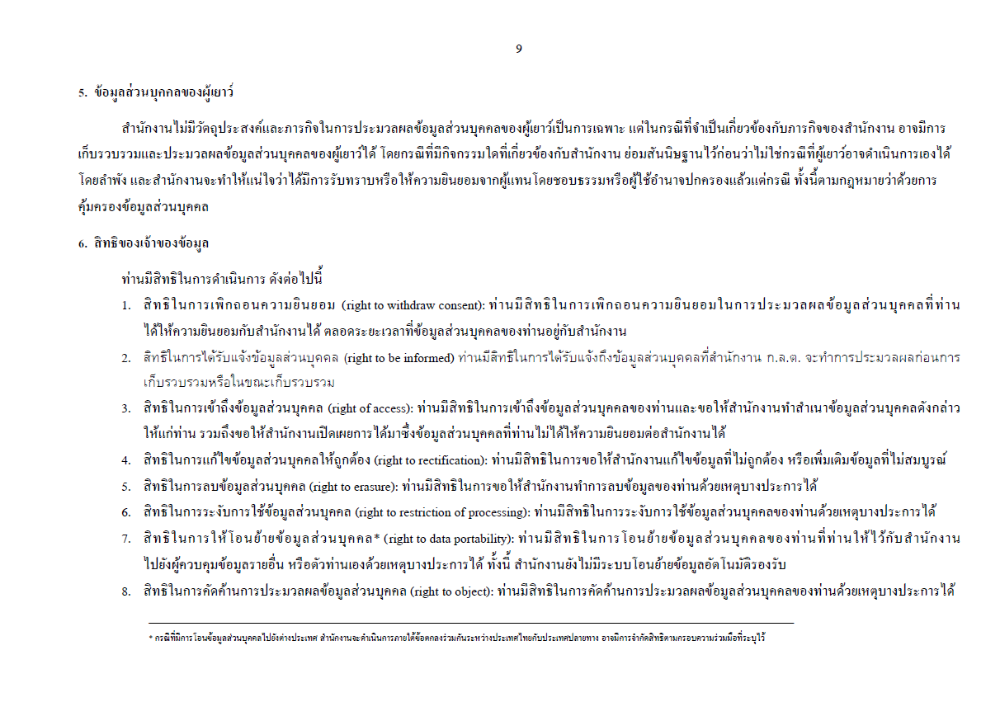 9
5. ข้อมูลส่วนบุคคลของผู้เยาว์
สำนักงานไม่มีวัตถุประสงค์และภารกิจในการประมวลผลข้อมูลส่วนบุคคลของผู้เยาว์เป็นการเฉพาะ แต่ในกรณีที่จำเป็นเกี่ยวข้องกับภารกิจของสำนักงาน อาจมีการ
เก็บรวบรวมและประมวลผลข้อมูลส่วนบุคคลของผู้เยาว์ได้ โดยกรณีที่มีกิจกรรมใดที่เกี่ยวข้องกับสำนักงาน ย่อมสันนิษฐานไว้ก่อนว่าไม่ใช่กรณีที่ผู้เยาว์อาจดำเนินการเองได้
โดยลำพัง และสำนักงานจะทำให้แน่ใจว่าได้มีการรับทราบหรือให้ความยินยอมจากผู้แทนโดยชอบธรรมหรือผู้ใช้อำนาจปกครองแล้วแต่กรณี ทั้งนี้ตามกฎหมายว่าด้วยการ
คุ้มครองข้อมูลส่วนบุคคล
6. สิทธิของเจ้าของข้อมูล
ท่านมีสิทธิในการดำเนินการ ดังต่อไปนี้
1. สิทธิในการเพิกถอนความยินยอม (right to withdraw consent): ท่านมีสิทธิในการเพิกถอนความยินยอมในการประมวลผลข้อมูลส่วนบุคคลที่ท่าน
ได้ให้ความยินยอมกับสำนักงานได้ ตลอดระยะเวลาที่ข้อมูลส่วนบุคคลของท่านอยู่กับสำนักงาน
2. สิทธิในการได้รับแจ้งข้อมูลส่วนบุคคล (right to be informed) ท่านมีสิทธิในการได้รับแจ้งถึงข้อมูลส่วนบุคคลที่สำนักงาน ก.ล.ต. จะทำการประมวลผลก่อนการ
เก็บรวบรวมหรือในขณะเก็บรวบรวม
3. สิทธิในการเข้าถึงข้อมูลส่วนบุคคล (right of access): ท่านมีสิทธิในการเข้าถึงข้อมูลส่วนบุคคลของท่านและขอให้สำนักงานทำสำเนาข้อมูลส่วนบุคคลดังกล่าว
ให้แก่ท่าน รวมถึงขอให้สำนักงานเปิดเผยการได้มาซึ่งข้อมูลส่วนบุคคลที่ท่านไม่ได้ให้ความยินยอมต่อสำนักงานได้
4. สิทธิในการแก้ไขข้อมูลส่วนบุคคลให้ถูกต้อง (right to rectification): ท่านมีสิทธิในการขอให้สำนักงานแก้ไขข้อมูลที่ไม่ถูกต้อง หรือเพิ่มเติมข้อมูลที่ไม่สมบูรณ์
5. สิทธิในการลบข้อมูลส่วนบุคคล (right to erasure): ท่านมีสิทธิในการขอให้สำนักงานทำการลบข้อมูลของท่านด้วยเหตุบางประการได้
6. สิทธิในการระงับการใช้ข้อมูลส่วนบุคคล (right to restriction of processing): ท่านมีสิทธิในการระงับการใช้ข้อมูลส่วนบุคคลของท่านด้วยเหตุบางประการได้
7. สิทธิในการให้โอนย้ายข้อมูลส่วนบุคคล* (right to data portability): ท่านมีสิทธิในการโอนย้ายข้อมูลส่วนบุคคลของท่านที่ท่านให้ไว้กับสำนักงาน
ไปยังผู้ควบคุมข้อมูลรายอื่น หรือตัวท่านเองด้วยเหตุบางประการได้ ทั้งนี้ สำนักงานยังไม่มีระบบโอนย้ายข้อมูลอัตโนมัติรองรับ
8. สิทธิในการคัดค้านการประมวลผลข้อมูลส่วนบุคคล (right to object): ท่านมีสิทธิในการคัดค้านการประมวลผลข้อมูลส่วนบุคคลของท่านด้วยเหตุบางประการได้
* กรณีที่มีการโอนข้อมูลส่วนบุคคลไปยังต่างประเทศ สำนักงานจะดำเนินการภายใต้ข้อตกลงร่วมกันระหว่างประเทศไทยกับประเทศปลายทาง อาจมีการจำกัดสิทธิตามกรอบความร่วมมือที่ระบุไว้